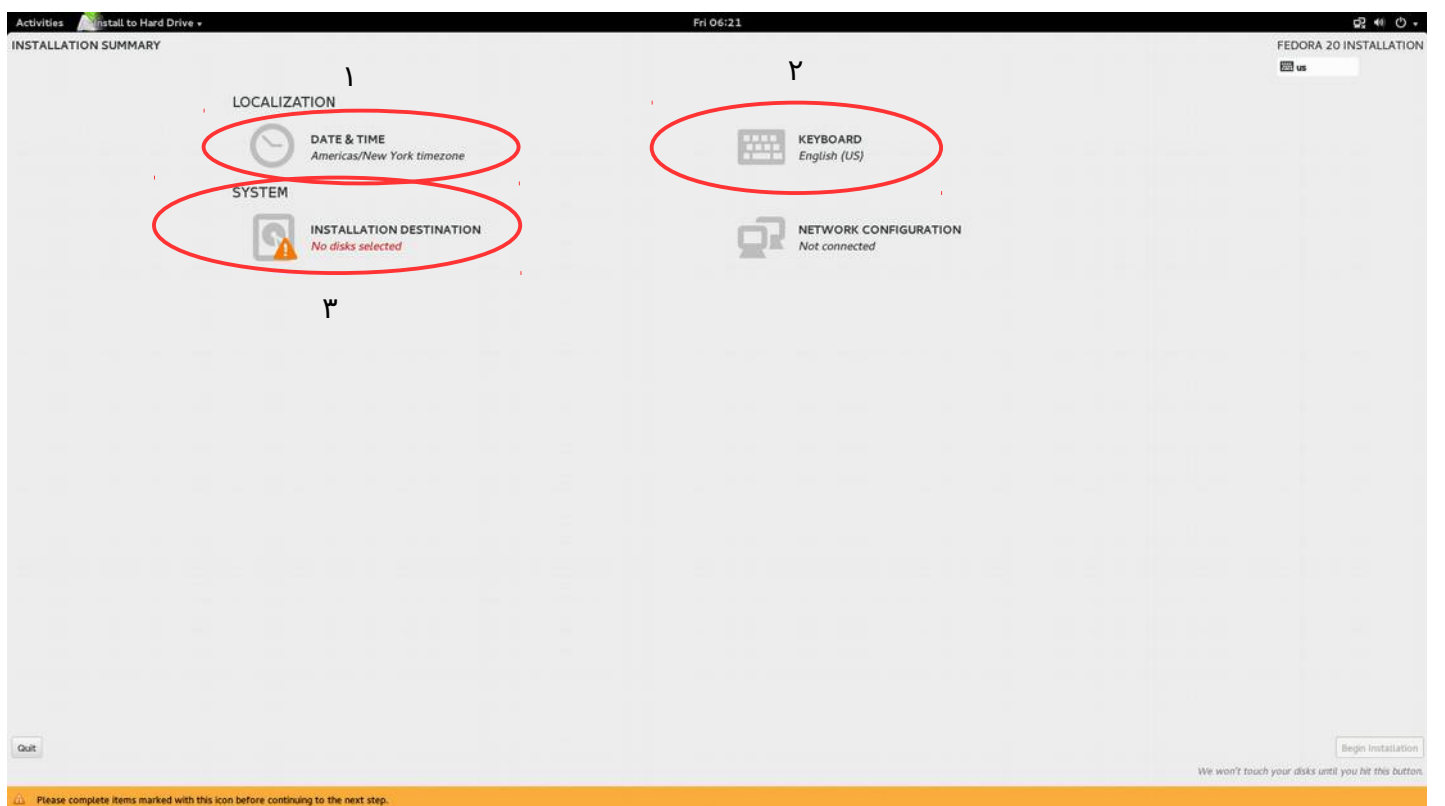 Activities Install to Hard Drive Fri 06:21
INSTALLATION SUMMARY FEDORA 20 INSTALLATION
us
۱ ۲
LOCALIZATION
DATE & TIME KEYBOARD
Americas/New York timezone English (US)
SYSTEM
INSTALLATION DESTINATION NETWORK CONFIGURATION
No disks selected Not connected
۳
Quit Begin Installation
We won't touch your disks until you hit this button.
Please complete items marked with this icon before continuing to the next step.